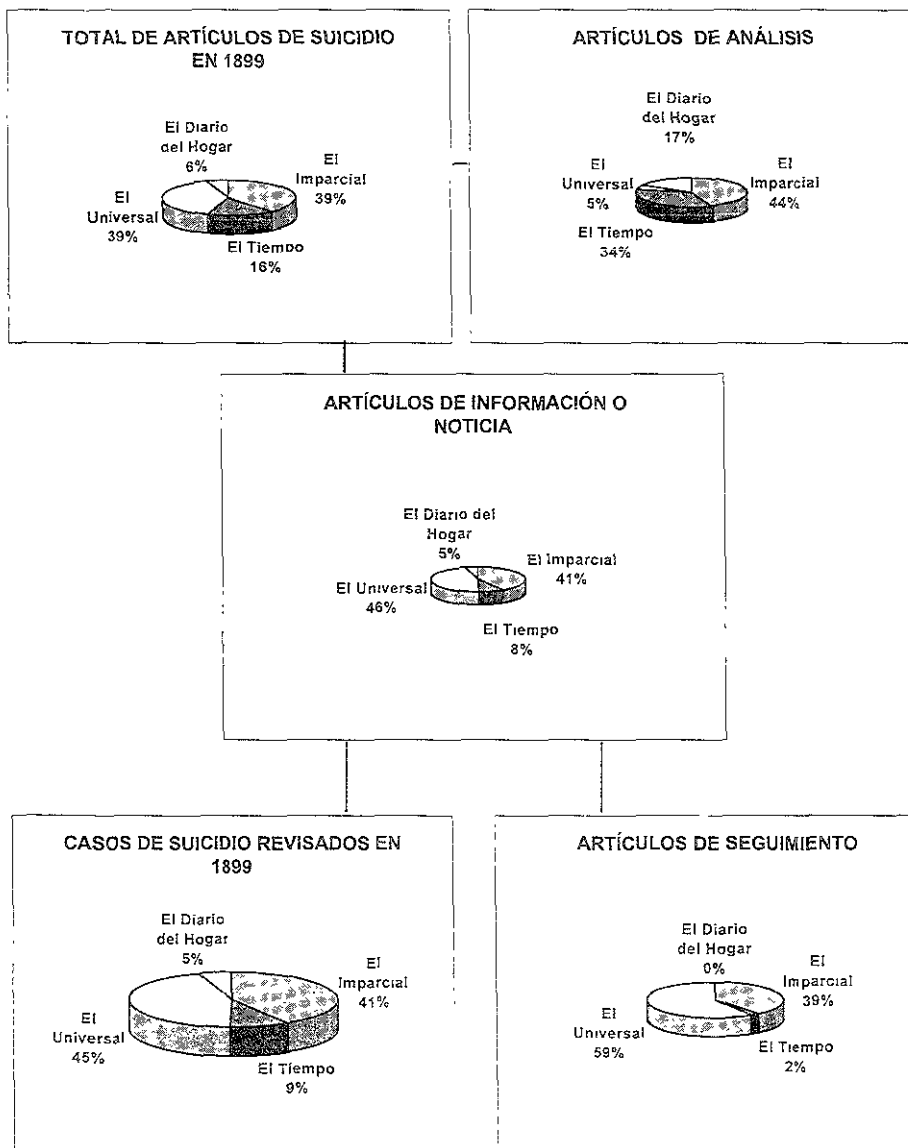 TOTAL DE ARTÍCULOS DE SUICIDIO
EN 1899
El Diario
del Hogar
6%
El
Imparcial
39%
El
Universal
39%
El Tiempo
16%
ARTÍCULOS DE ANÁLISIS
El Diario
del Hogar
17%
El
Universal
5%
El
Imparcial
44%
El Tiempo
34%
ARTÍCULOS DE INFORMACIÓN O
NOTICIA
El Diario del
Hogar
5%
El Imparcial
41%
El Universal
46%
El Tiempo
8%
CASOS DE SUICIDIO REVISADOS EN
1899
El Diario
del Hogar
5%
El
Imparcial
41%
El
Universal
45%
El Tiempo
9%
ARTÍCULOS DE SEGUIMIENTO
El Diario
del Hogar
0%
El
Imparcial
39%
El
Universal
59%
El Tiempo
2%